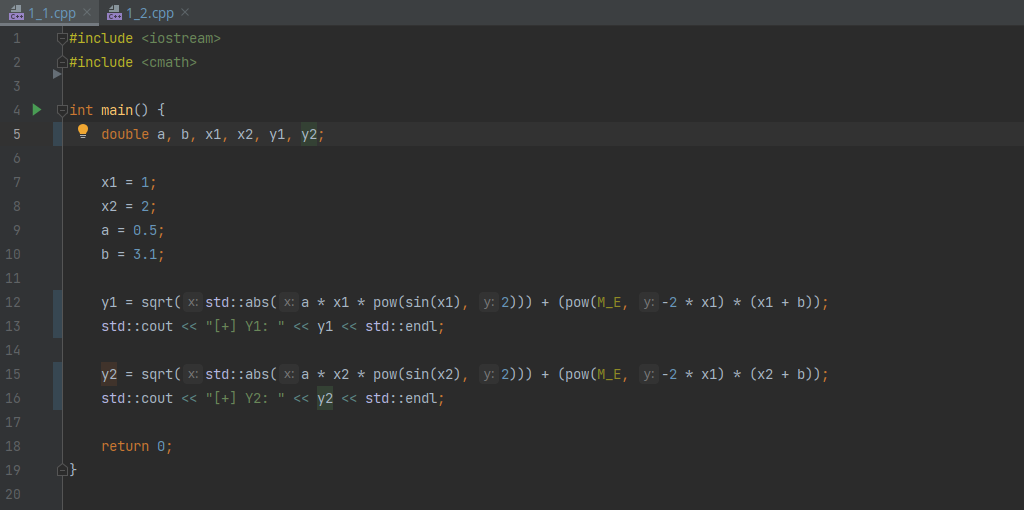 1_1.cpp 1_2.cpp
1 #include <iostream>
2 #include <cmath>
3
4 int main() {
5 double a, b, x1, x2, y1, y2;
6
7 x1 = 1;
8 x2 = 2;
9 a = 0.5;
10 b = 3.1;
11
12 y1 = sqrt( x: std::abs( x: a * x1 * pow(sin(x1), y: 2))) + (pow(M_E, y: -2 * x1) * (x1 + b));
13 std::cout << "[+] Y1: " << y1 << std::endl;
14
15 y2 = sqrt( x: std::abs( x: a * x2 * pow(sin(x2), y: 2))) + (pow(M_E, y: -2 * x1) * (x2 + b));
16 std::cout << "[+] Y2: " << y2 << std::endl;
17
18 return 0;
19 }
20